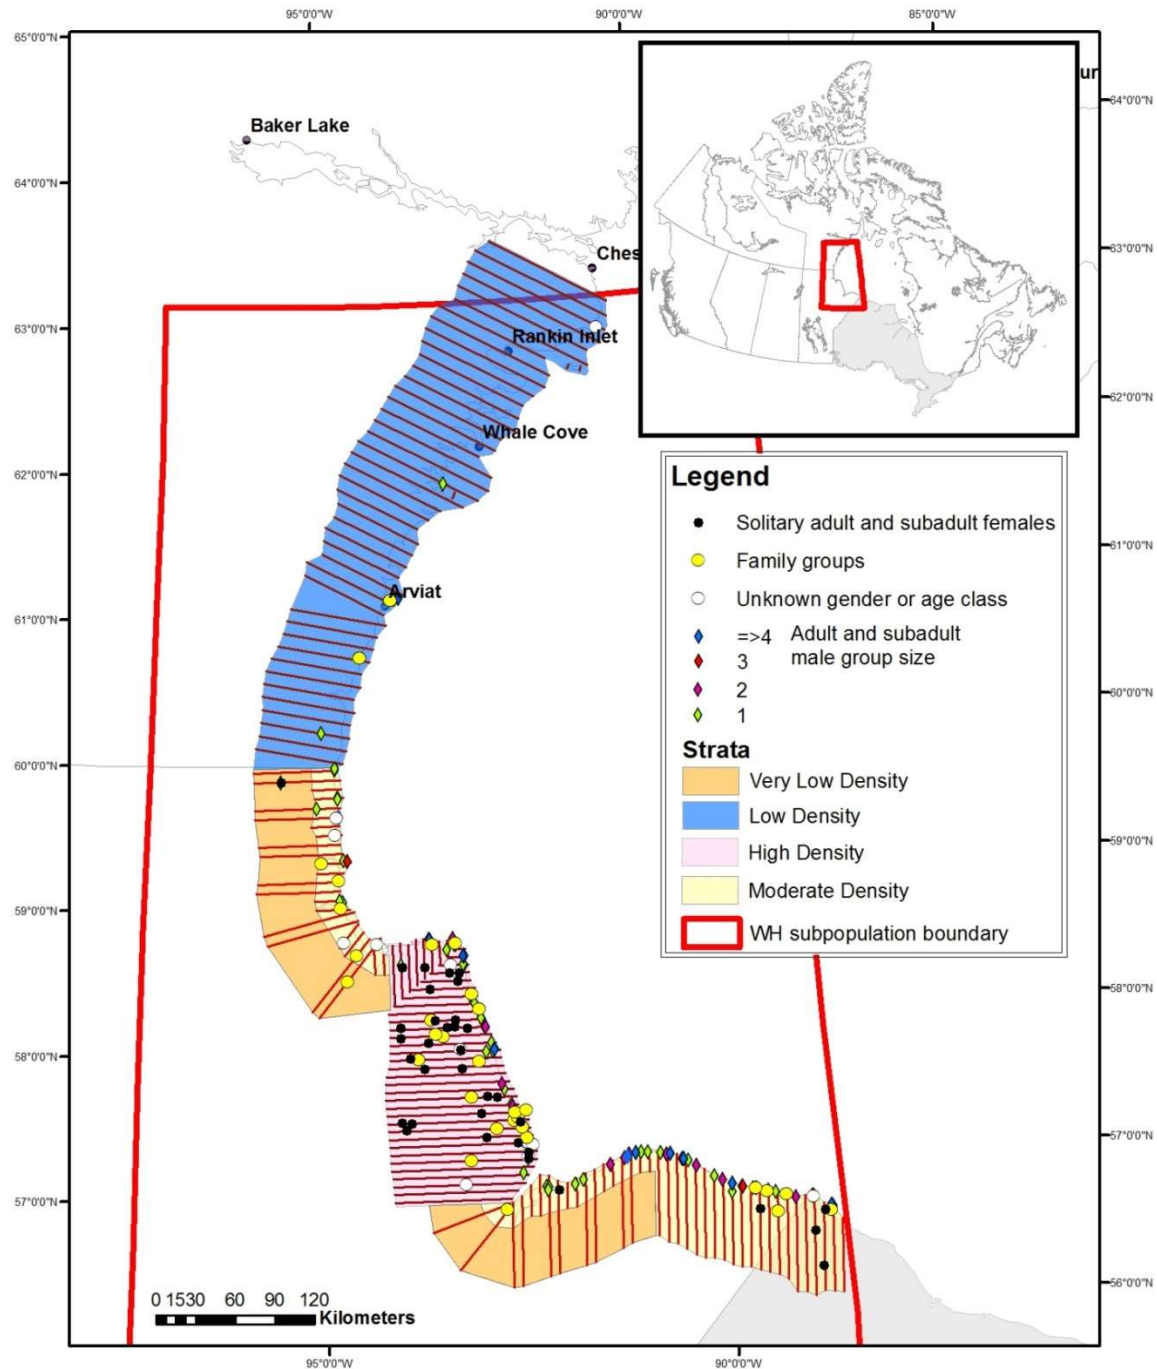 95°0'0"W 90°0'0"W 85°0'0"W
65°0'0"N
ur
64°0'0"N
Baker Lake
64°0'0"N
63°0'0"N
Ches
63°0'0"N
Rankin Inlet
62°0'0"N
Whale Cove
62°0'0"N
Legend
Solitary adult and subadult females
61°0'0"N
Family groups
Arviat
Unknown gender or age class
61°0'0"N
=>4 Adult and subadult
male group size
3
2
60°0'0"N
1
Strata
60°0'0"N
Very Low Density
Low Density
59°0'0"N
High Density
Moderate Density
59°0'0"N
WH subpopulation boundary
58°0'0"N
58°0'0"N
57°0'0"N
57°0'0"N
56°0'0"N
0 1530 60 90 120
Kilometers
95°0'0"W 90°0'0"W